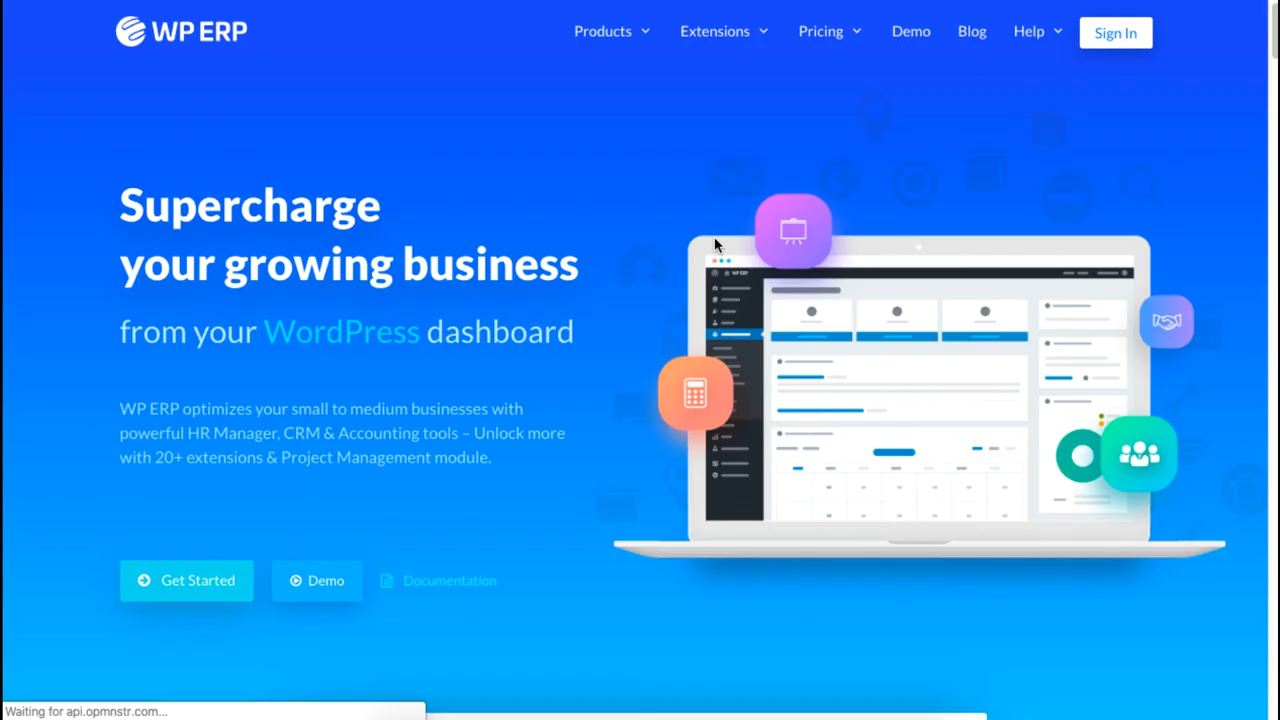 WP ERP
Products
Extensions
Pricing
Demo
Blog
Help
Sign In
Supercharge
your growing business
from your WordPress dashboard
WP ERP optimizes your small to medium businesses with
powerful HR Manager, CRM & Accounting tools – Unlock more
with 20+ extensions & Project Management module.
WP ERP
Get Started
Demo
Documentation
Waiting for api.opmnstr.com...